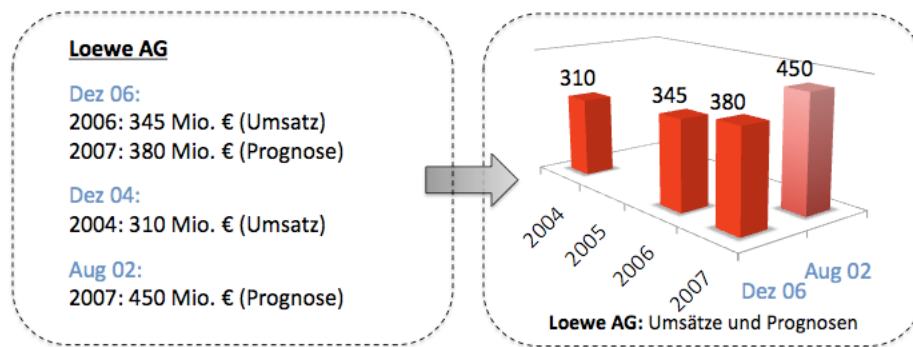 Loewe AG
Dez 06:
2006: 345 Mio. € (Umsatz)
2007: 380 Mio. € (Prognose)
Dez 04:
2004: 310 Mio. € (Umsatz)
Aug 02:
2007: 450 Mio. € (Prognose)
310
345
380
450
2004
2005
2006
2007
Dez 06
Aug 02
Loewe AG: Umsätze und Prognosen